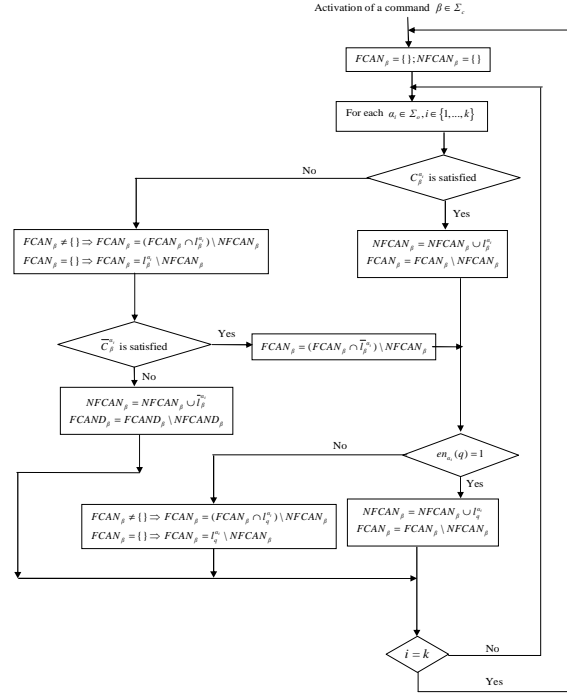 Activation of a command β ∈ Σ_c
FCAN_β = { }; NFCAN_β = { }
For each α_i ∈ Σ_o, i ∈ {1,...,k}
C_β^{α_i} is satisfied
No
Yes
FCAN_β ≠ { } ⇒ FCAN_β = (FCAN_β ∩ l_β^{α_i}) \ NFCAN_β
FCAN_β = { } ⇒ FCAN_β = l_β^{α_i} \ NFCAN_β
NFCAN_β = NFCAN_β ∪ l_β^{α_i}
FCAN_β = FCAN_β \ NFCAN_β
C̅_β^{α_i} is satisfied
Yes
FCAN_β = (FCAN_β ∩ l̅_β^{α_i}) \ NFCAN_β
No
NFCAN_β = NFCAN_β ∪ l̅_β^{α_i}
FCAND_β = FCAND_β \ NFCAND_β
No
en_{α_i}(q) = 1
Yes
FCAN_β ≠ { } ⇒ FCAN_β = (FCAN_β ∩ l_q^{α_i}) \ NFCAN_β
FCAN_β = { } ⇒ FCAN_β = l_q^{α_i} \ NFCAN_β
NFCAN_β = NFCAN_β ∪ l_q^{α_i}
FCAN_β = FCAN_β \ NFCAN_β
i = k
No
Yes